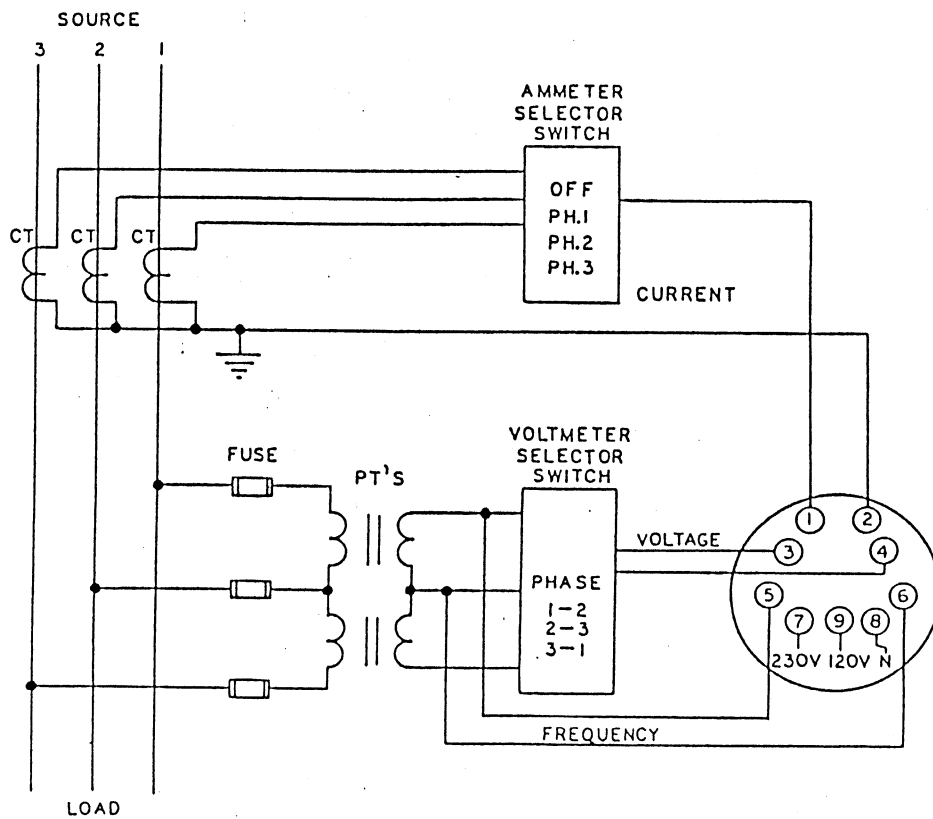 SOURCE
3 2 1
AMMETER
SELECTOR
SWITCH
OFF
PH.1
PH.2
PH.3
CT CT CT
CURRENT
FUSE
PT'S
VOLTMETER
SELECTOR
SWITCH
PHASE
1-2
2-3
3-1
VOLTAGE
1 2
3 4
5 6
7 9 8
230V 120V N
FREQUENCY
LOAD